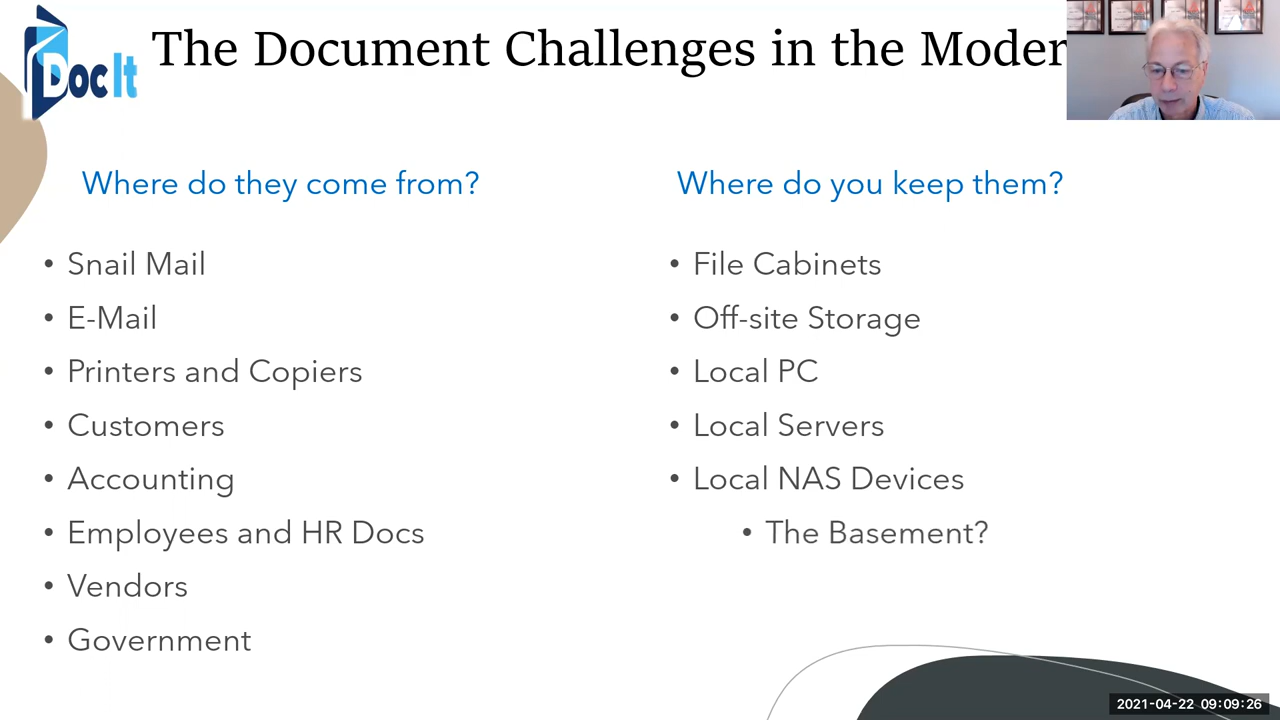 Doc It
The Document Challenges in the Moder
Where do they come from?
• Snail Mail
• E-Mail
• Printers and Copiers
• Customers
• Accounting
• Employees and HR Docs
• Vendors
• Government
Where do you keep them?
• File Cabinets
• Off-site Storage
• Local PC
• Local Servers
• Local NAS Devices
• The Basement?
2021-04-22 09:09:26